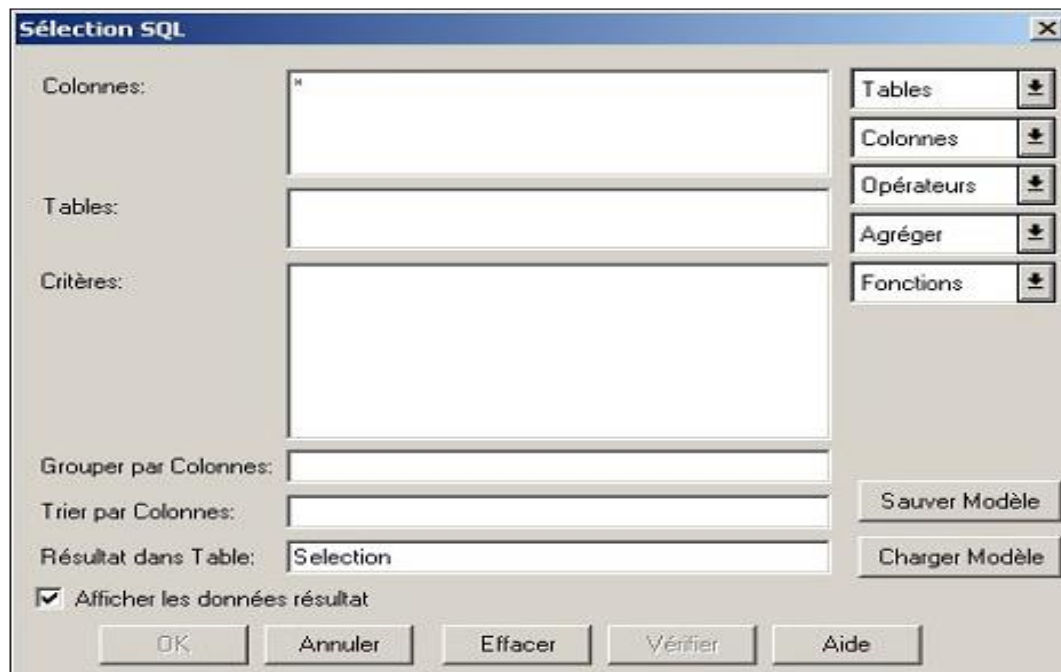 Sélection SQL
Colonnes:
*
Tables
Colonnes
Opérateurs
Tables:
Agréger
Critères:
Fonctions
Grouper par Colonnes:
Sauver Modèle
Trier par Colonnes:
Résultat dans Table:
Selection
Charger Modèle
Afficher les données résultat
OK
Annuler
Effacer
Vérifier
Aide